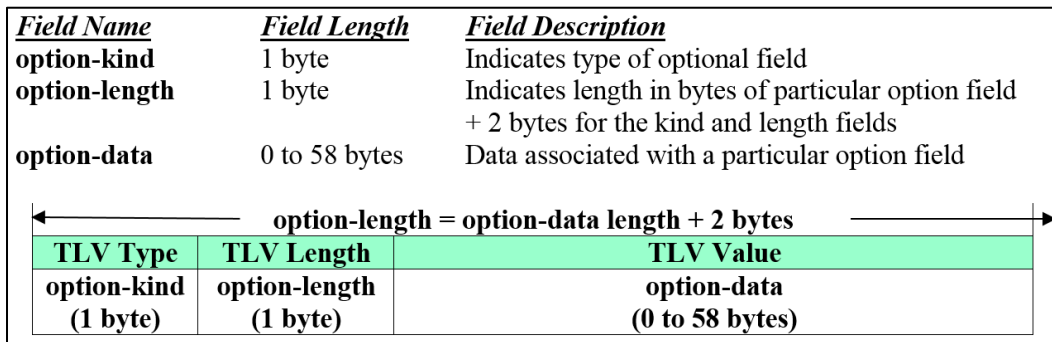 Field Name Field Length Field Description
option-kind 1 byte Indicates type of optional field
option-length 1 byte Indicates length in bytes of particular option field
+ 2 bytes for the kind and length fields
option-data 0 to 58 bytes Data associated with a particular option field
option-length = option-data length + 2 bytes
TLV Type TLV Length TLV Value
option-kind option-length option-data
(1 byte) (1 byte) (0 to 58 bytes)